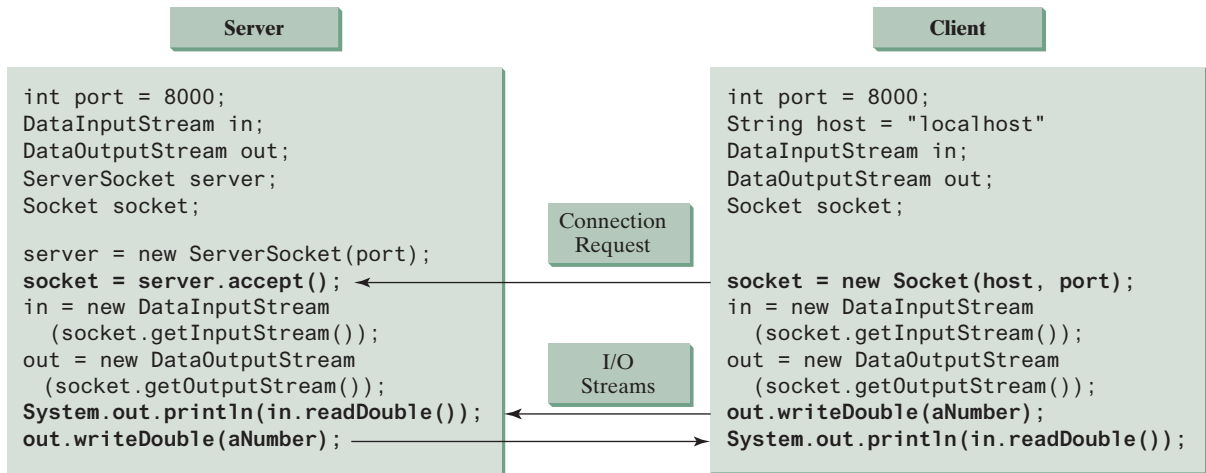 Server
int port = 8000;
DataInputStream in;
DataOutputStream out;
ServerSocket server;
Socket socket;
server = new ServerSocket(port);
socket = server.accept();
in = new DataInputStream
(socket.getInputStream());
out = new DataOutputStream
(socket.getOutputStream());
System.out.println(in.readDouble());
out.writeDouble(aNumber);
Connection
Request
I/O
Streams
Client
int port = 8000;
String host = "localhost"
DataInputStream in;
DataOutputStream out;
Socket socket;
socket = new Socket(host, port);
in = new DataInputStream
(socket.getInputStream());
out = new DataOutputStream
(socket.getOutputStream());
out.writeDouble(aNumber);
System.out.println(in.readDouble());